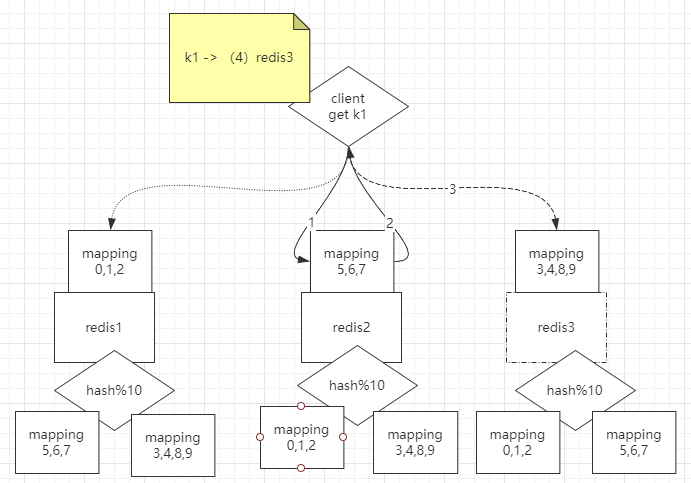 k1 -> （4）redis3
client
get k1
1
2
3
mapping
0,1,2
mapping
5,6,7
mapping
3,4,8,9
redis1
redis2
redis3
hash%10
hash%10
hash%10
mapping
5,6,7
mapping
3,4,8,9
mapping
0,1,2
mapping
3,4,8,9
mapping
0,1,2
mapping
5,6,7